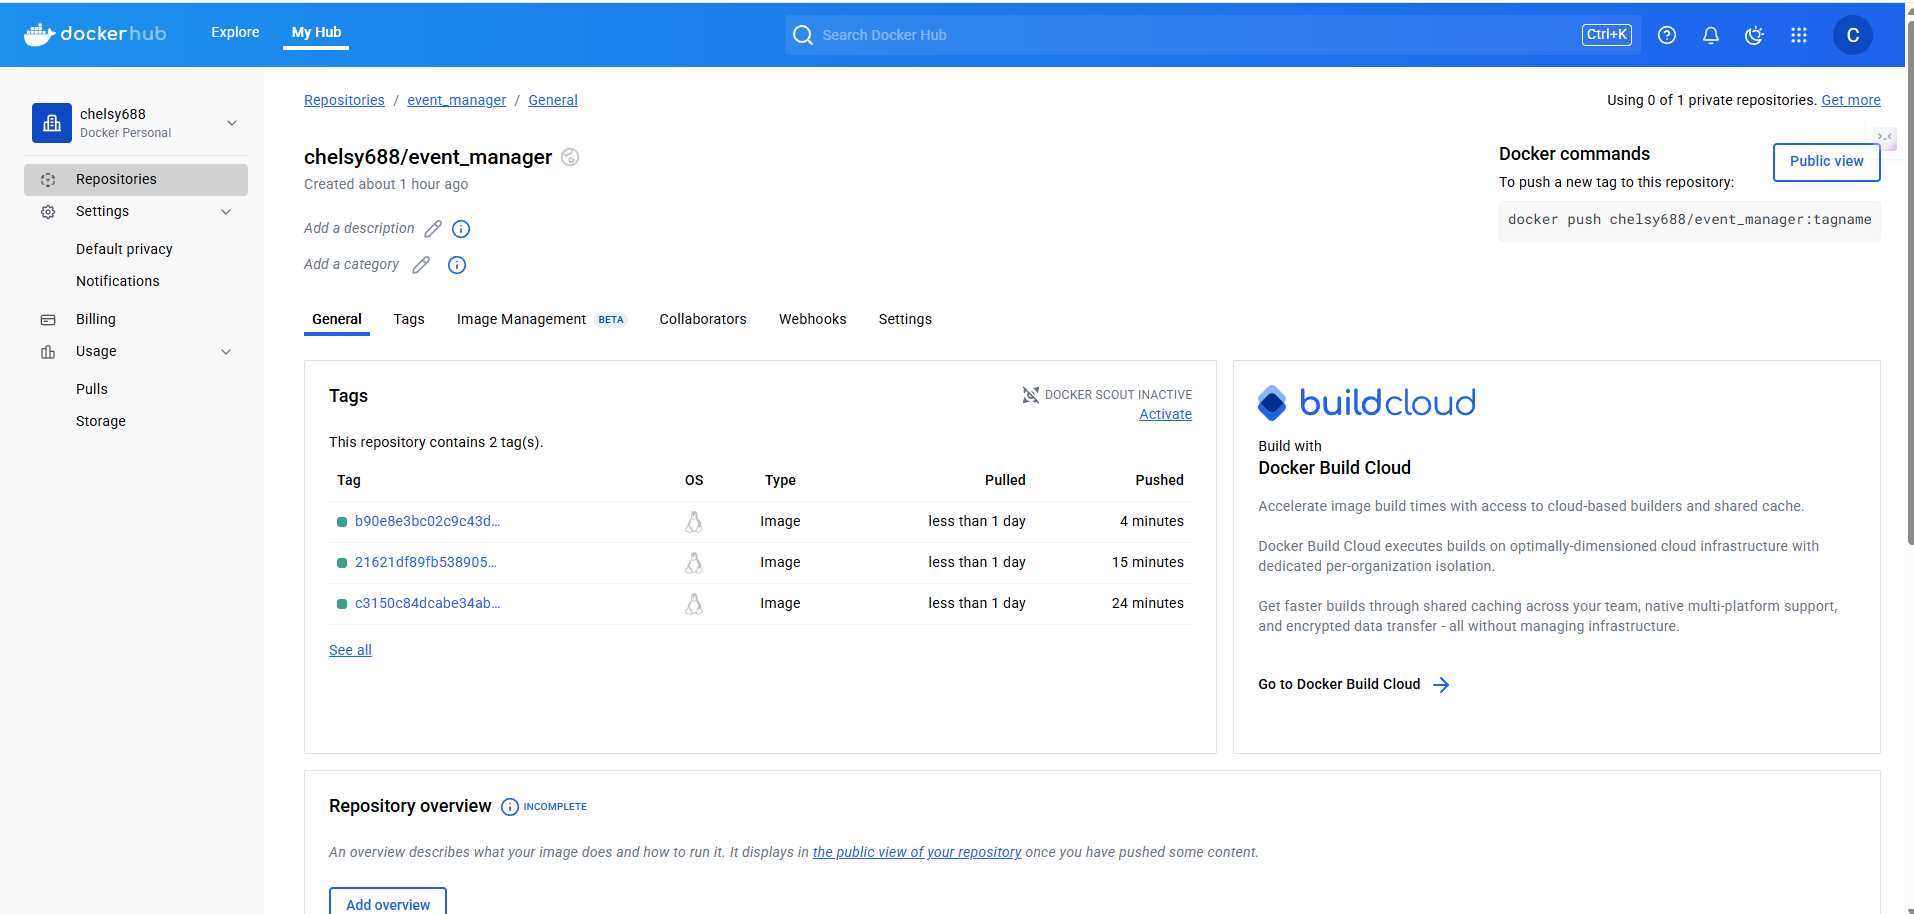 dockerhub
Explore
My Hub
Search Docker Hub
Ctrl+K
C
chelsy688
Docker Personal
Repositories
Settings
Default privacy
Notifications
Billing
Usage
Pulls
Storage
Repositories / event_manager / General
Using 0 of 1 private repositories. Get more
chelsy688/event_manager
Created about 1 hour ago
Add a description
Add a category
Docker commands
Public view
To push a new tag to this repository:
docker push chelsy688/event_manager:tagname
General Tags Image Management BETA Collaborators Webhooks Settings
Tags
DOCKER SCOUT INACTIVE
Activate
This repository contains 2 tag(s).
Tag OS Type Pulled Pushed
b90e8e3bc02c9c43d... Image less than 1 day 4 minutes
21621df89fb538905... Image less than 1 day 15 minutes
c3150c84dcabe34ab... Image less than 1 day 24 minutes
See all
buildcloud
Build with
Docker Build Cloud
Accelerate image build times with access to cloud-based builders and shared cache.
Docker Build Cloud executes builds on optimally-dimensioned cloud infrastructure with
dedicated per-organization isolation.
Get faster builds through shared caching across your team, native multi-platform support,
and encrypted data transfer - all without managing infrastructure.
Go to Docker Build Cloud
Repository overview INCOMPLETE
An overview describes what your image does and how to run it. It displays in the public view of your repository once you have pushed some content.
Add overview